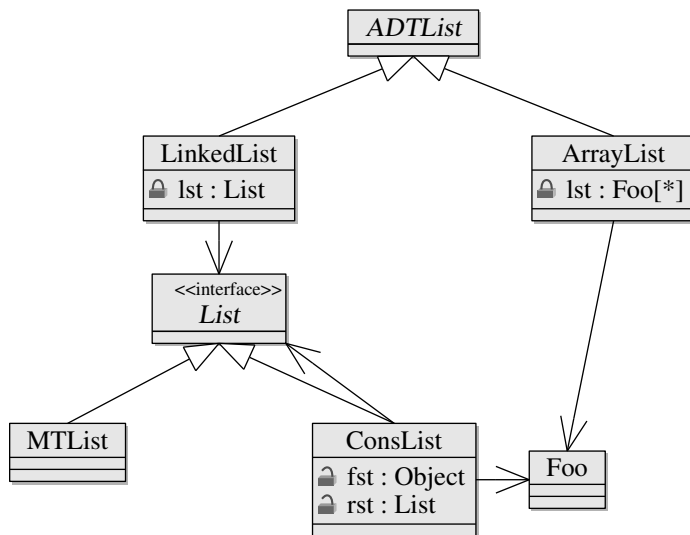 ADTList
LinkedList
lst : List
ArrayList
lst : Foo[*]
<<interface>>
List
MTList
ConsList
fst : Object
rst : List
Foo